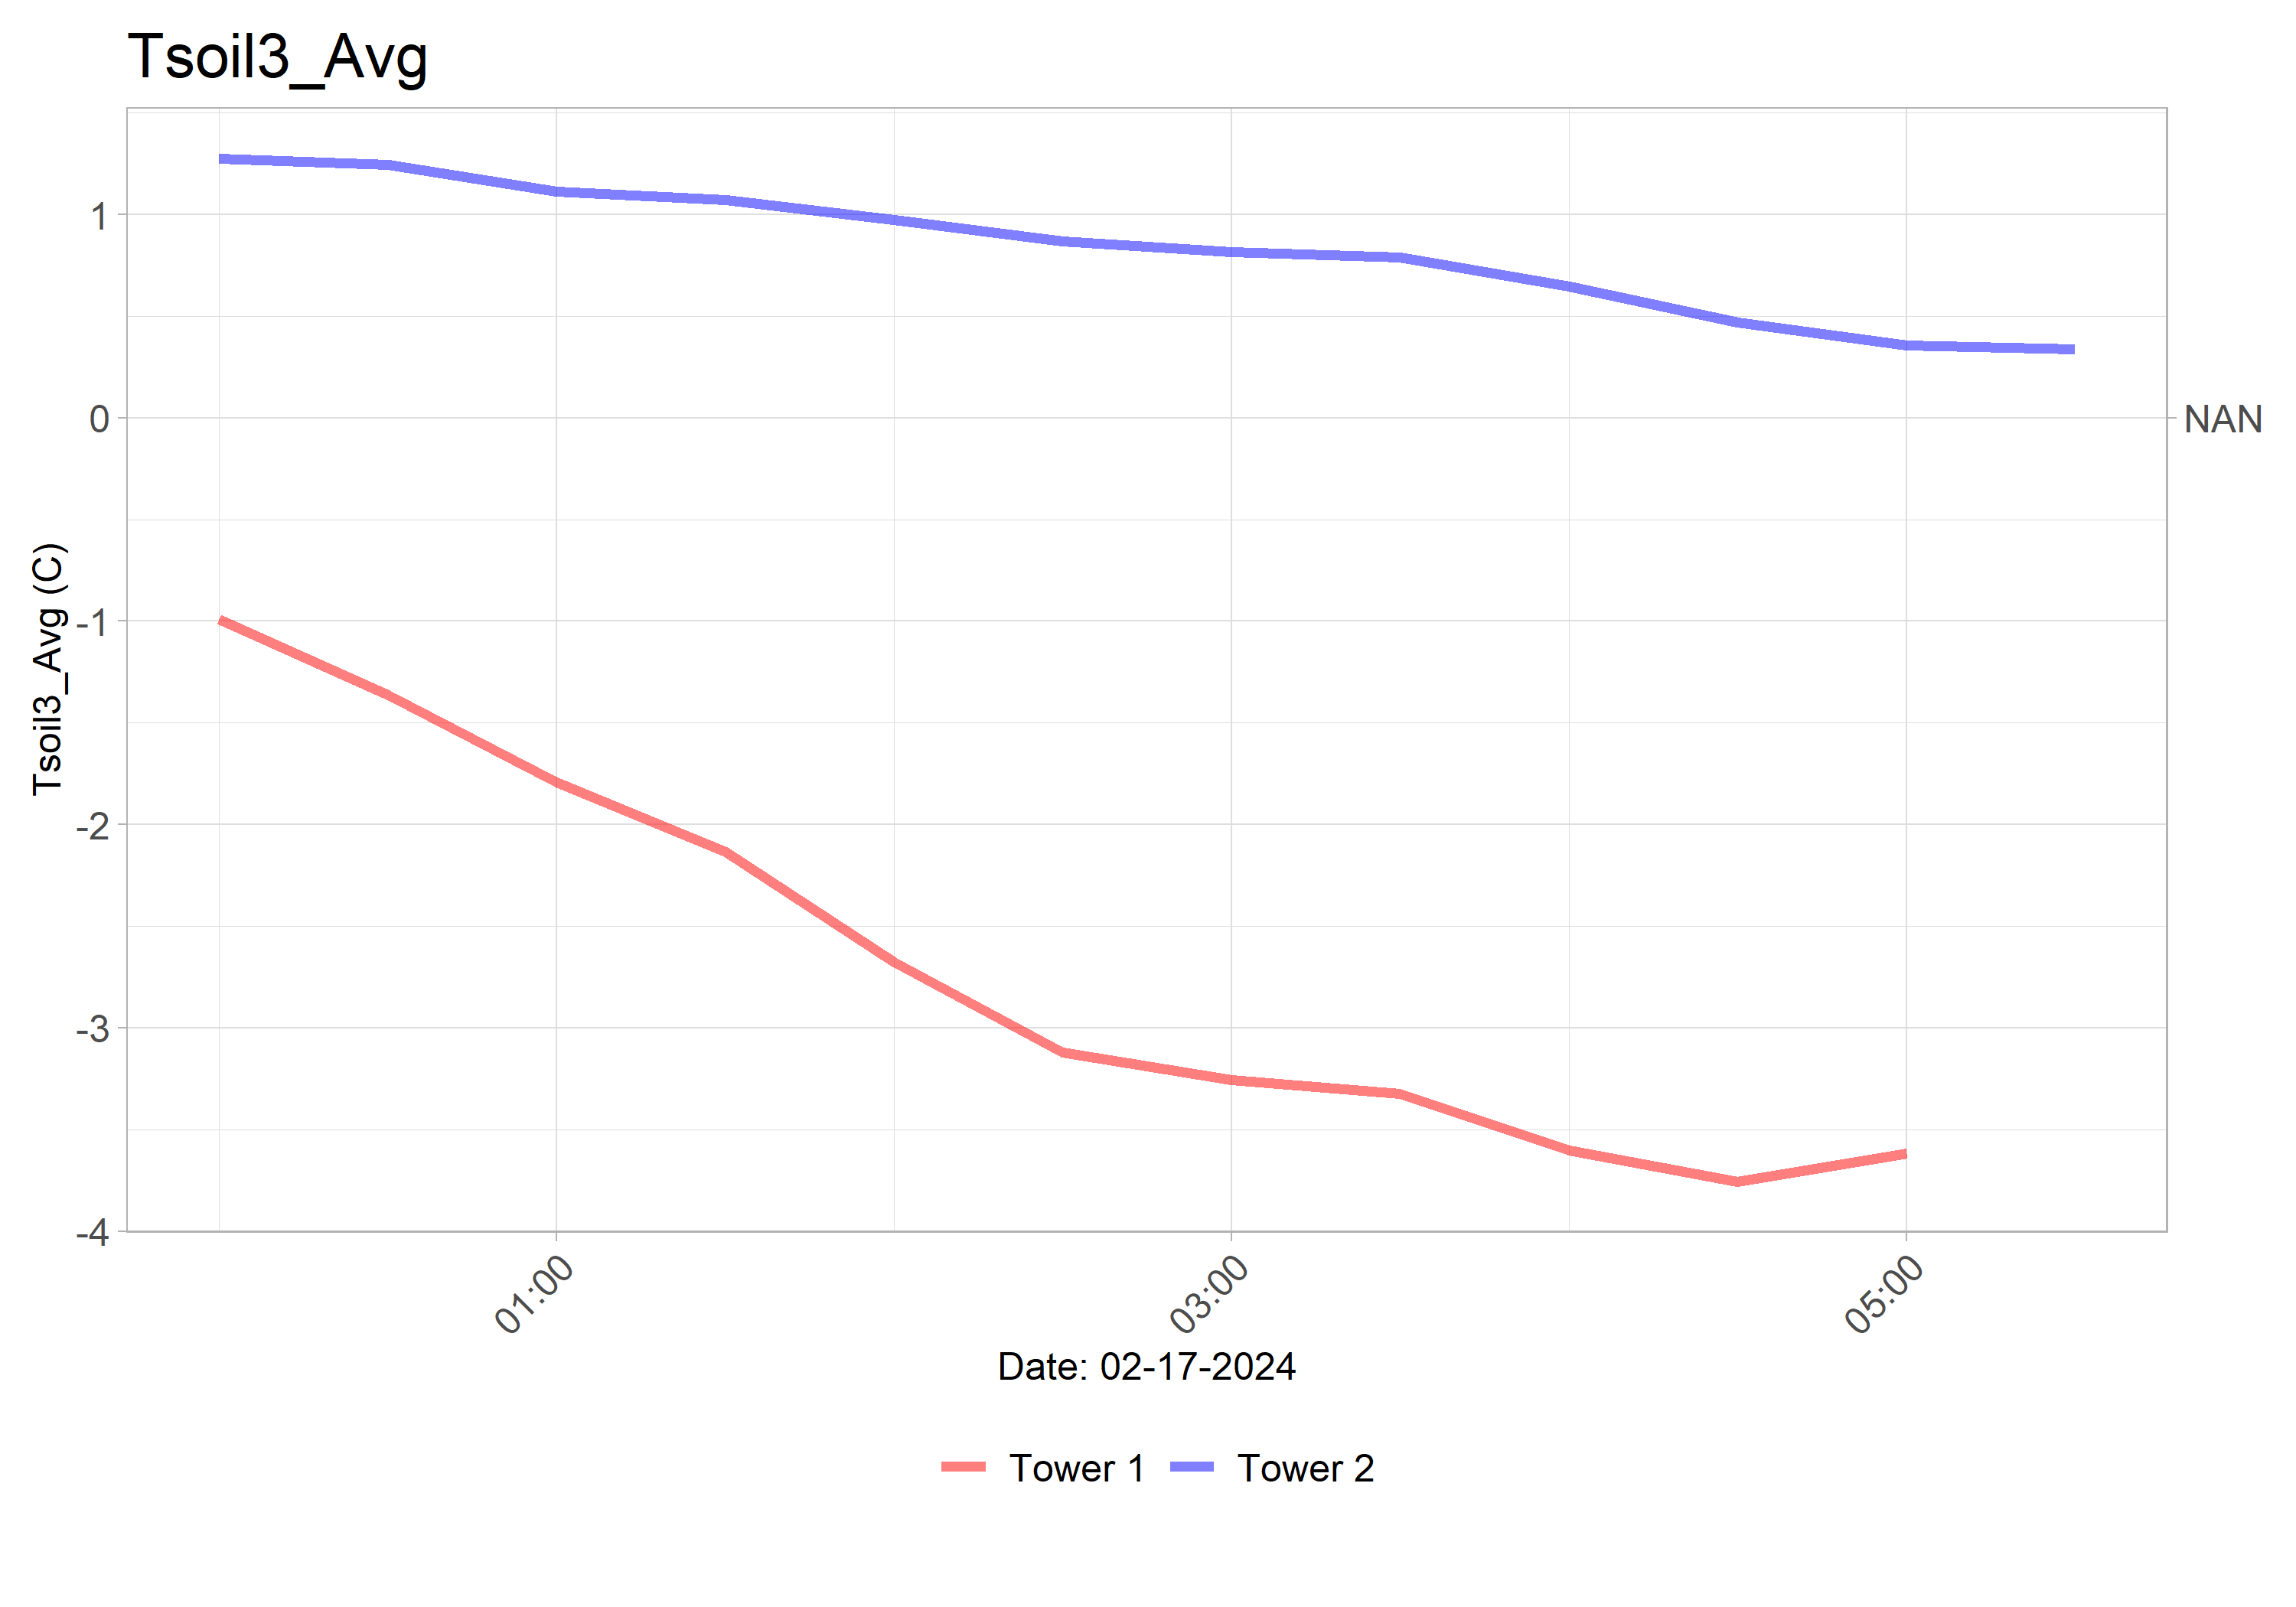 Tsoil3_Avg
Tsoil3_Avg (C)
1
0
-1
-2
-3
-4
NAN
01:00
03:00
05:00
Date: 02-17-2024
Tower 1
Tower 2